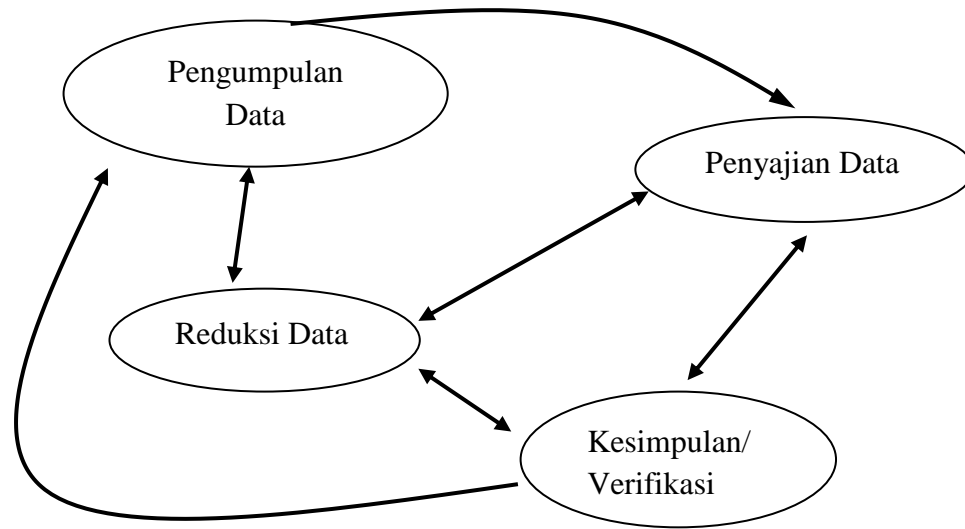 Pengumpulan
Data
Penyajian Data
Reduksi Data
Kesimpulan/
Verifikasi